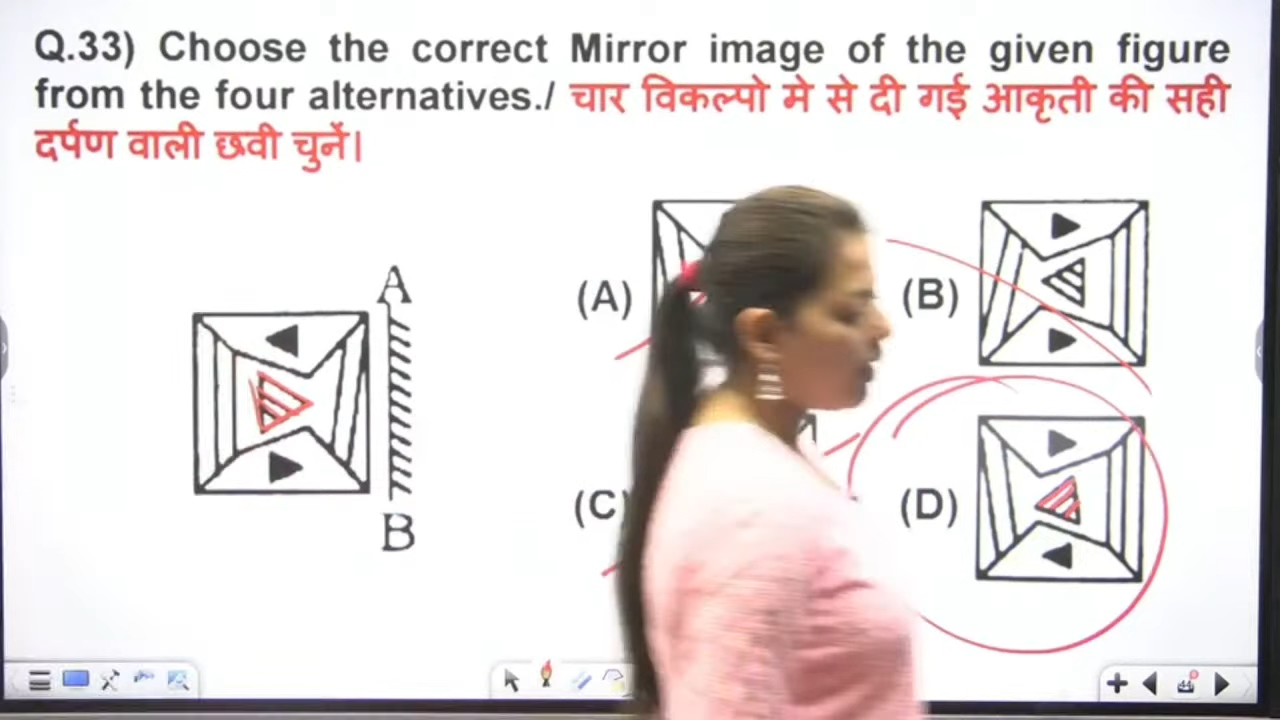 Q.33) Choose the correct Mirror image of the given figure
from the four alternatives./ चार विकल्पो मे से दी गई आकृती की सही
दर्पण वाली छवी चुनें।
A
(A)
(B)
B
(C)
(D)